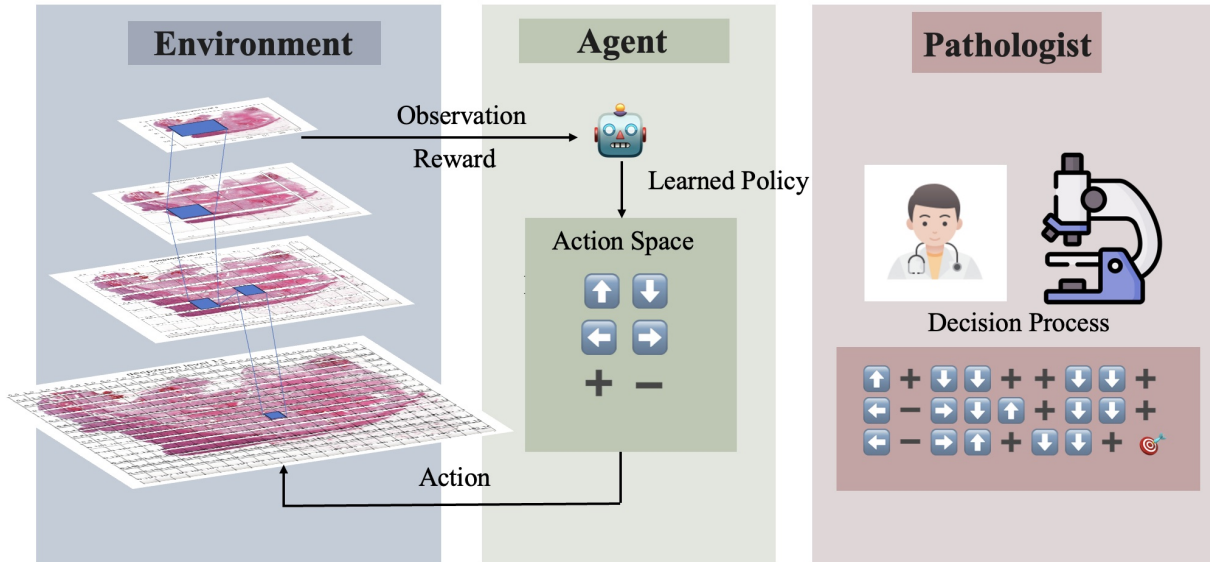 Environment
Agent
Pathologist
Observation
Reward
Learned Policy
Action Space
Decision Process
Action